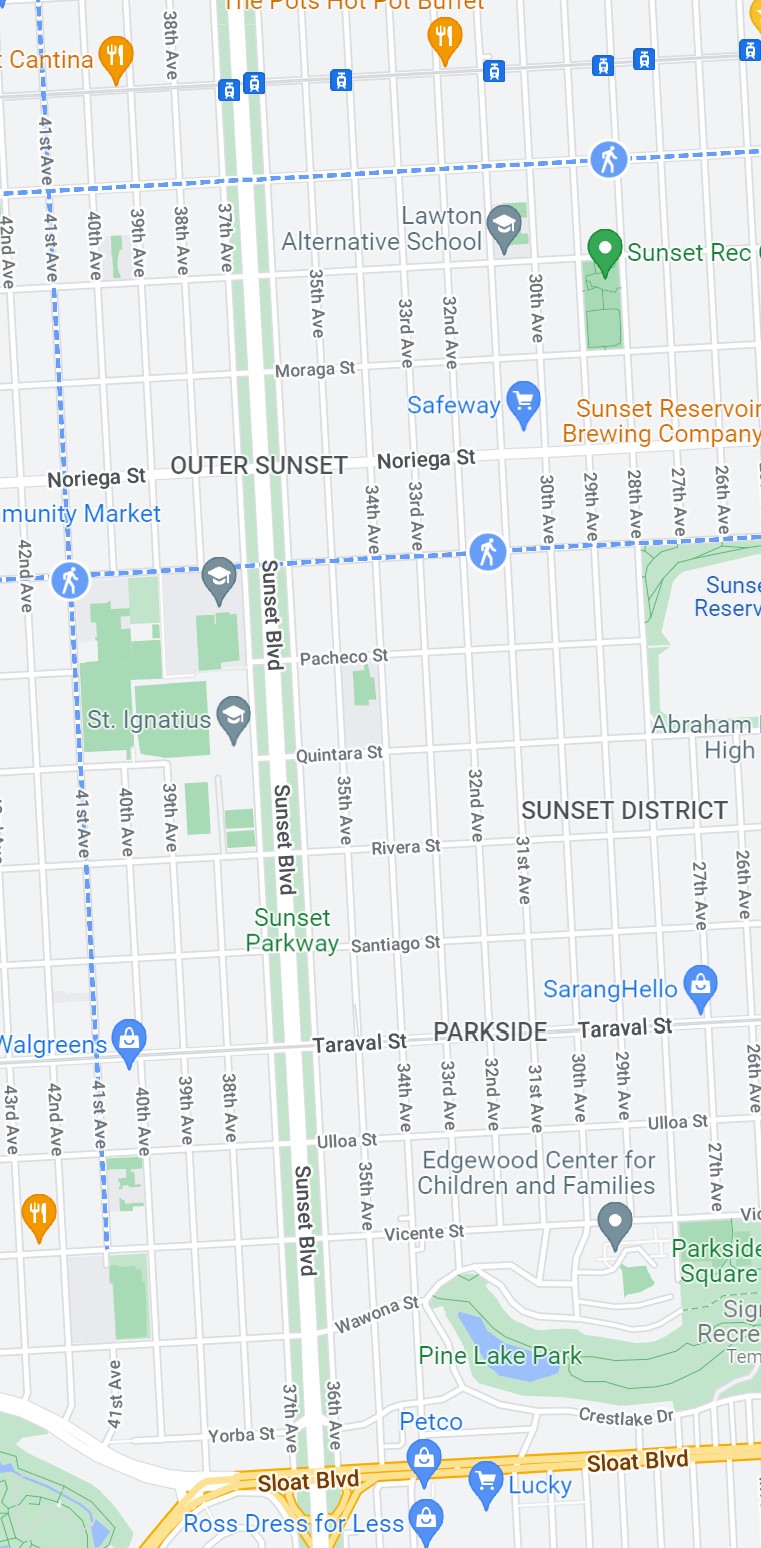 The Pots Hot Pot Buffet
38th Ave
Cantina
41st Ave
42nd Ave
41st Ave
40th Ave
39th Ave
38th Ave
37th Ave
Lawton
Alternative School
Sunset Rec
35th Ave
33rd Ave
32nd Ave
30th Ave
Moraga St
Safeway
Sunset Reservoir
Brewing Company
OUTER SUNSET
Noriega St
Noriega St
munity Market
34th Ave
33rd Ave
30th Ave
29th Ave
28th Ave
27th Ave
26th Ave
42nd Ave
Sunset Blvd
Sunse
Reserv
Pacheco St
St. Ignatius
Quintara St
Abraham
High
35th Ave
32nd Ave
41st Ave
40th Ave
39th Ave
Sunset Blvd
SUNSET DISTRICT
Rivera St
31st Ave
27th Ave
26th Ave
Sunset
Parkway
Santiago St
SarangHello
Walgreens
Taraval St
PARKSIDE
Taraval St
43rd Ave
42nd Ave
41st Ave
40th Ave
39th Ave
38th Ave
34th Ave
33rd Ave
32nd Ave
31st Ave
30th Ave
29th Ave
26th Ave
Ulloa St
Ulloa St
27th Ave
Edgewood Center for
Children and Families
35th Ave
Sunset Blvd
Vicente St
Vic
Parkside
Square
Wawona St
Sig
Recre
Tem
Pine Lake Park
41st Ave
37th Ave
36th Ave
Crestlake Dr
Yorba St
Petco
Sloat Blvd
Sloat Blvd
Lucky
Ross Dress for Less